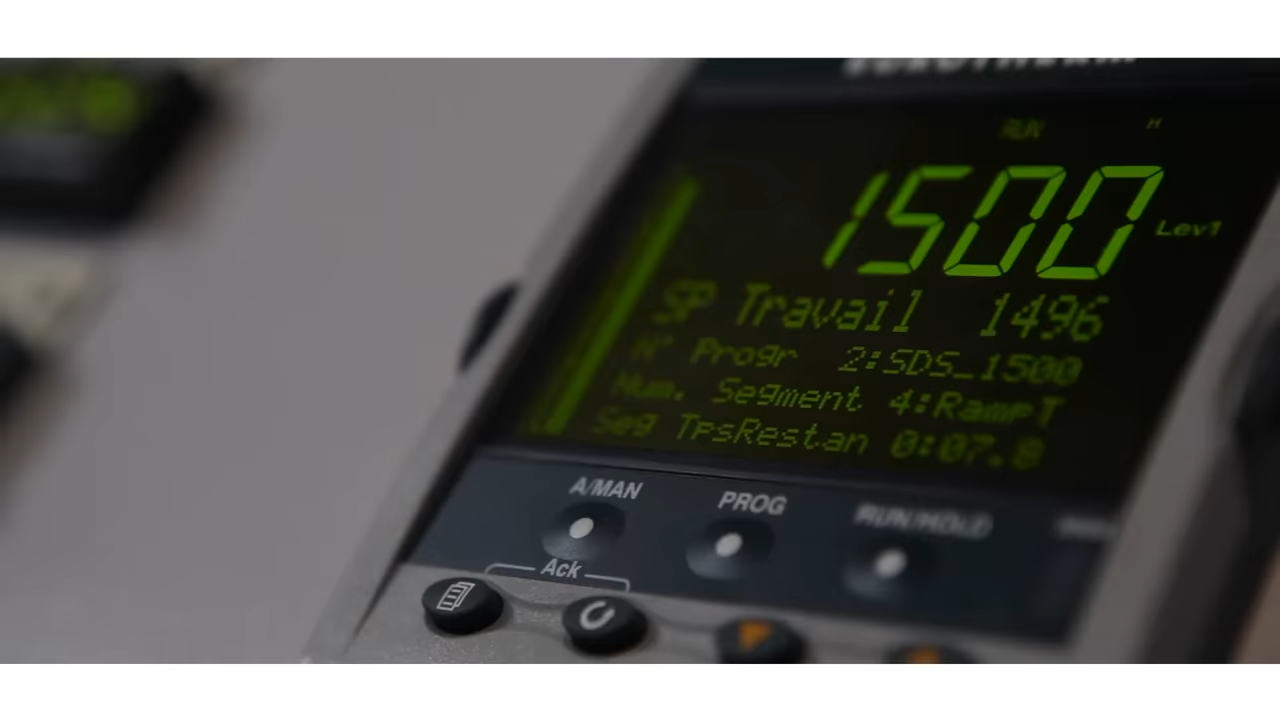 RUN H
1500
Lev1
SP Travail 1496
N° Progr 2:SDS_1500
Num. Segment 4:RampT
Seg TpsRestan 0:07.8
A/MAN PROG RUN/HOLD
Ack